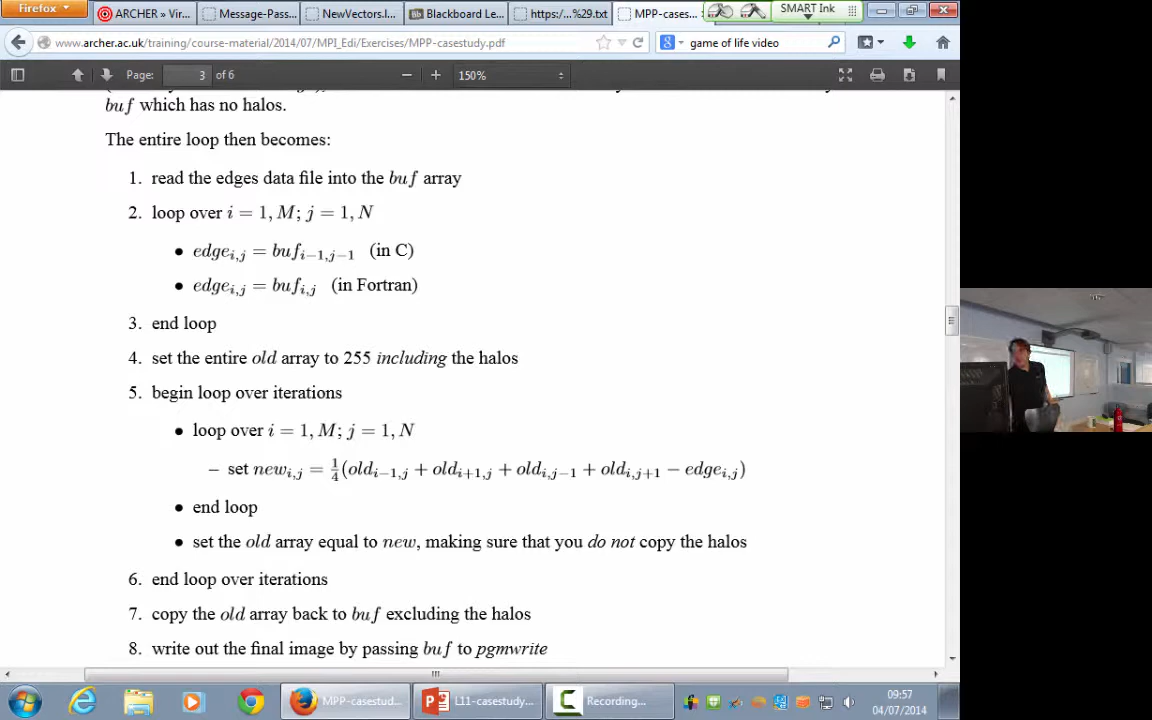 Firefox
ARCHER » Vir...
Message-Pass...
NewVectors.l...
Blackboard Le...
https:/...%29.txt
MPP-cases...
SMART Ink
www.archer.ac.uk/training/course-material/2014/07/MPI_Edi/Exercises/MPP-casestudy.pdf
game of life video
Page: 3 of 6
150%
buf which has no halos.
The entire loop then becomes:
1. read the edges data file into the buf array
2. loop over i = 1, M; j = 1, N
• edge_{i,j} = buf_{i−1,j−1} (in C)
• edge_{i,j} = buf_{i,j} (in Fortran)
3. end loop
4. set the entire old array to 255 including the halos
5. begin loop over iterations
• loop over i = 1, M; j = 1, N
– set new_{i,j} = 1/4(old_{i−1,j} + old_{i+1,j} + old_{i,j−1} + old_{i,j+1} − edge_{i,j})
• end loop
• set the old array equal to new, making sure that you do not copy the halos
6. end loop over iterations
7. copy the old array back to buf excluding the halos
8. write out the final image by passing buf to pgmwrite
MPP-casestud...
L11-casestudy...
Recording...
09:57
04/07/2014